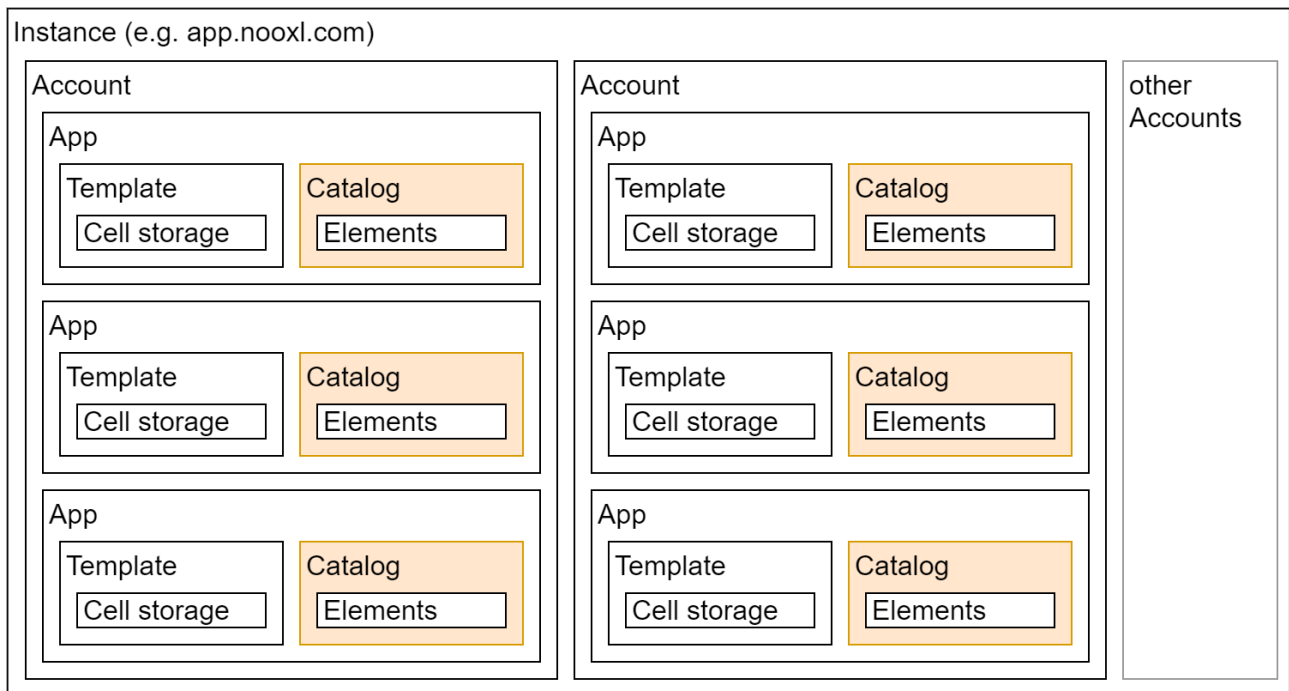 Instance (e.g. app.nooxl.com)
Account
App
Template
Cell storage
Catalog
Elements
App
Template
Cell storage
Catalog
Elements
App
Template
Cell storage
Catalog
Elements
Account
App
Template
Cell storage
Catalog
Elements
App
Template
Cell storage
Catalog
Elements
App
Template
Cell storage
Catalog
Elements
other
Accounts